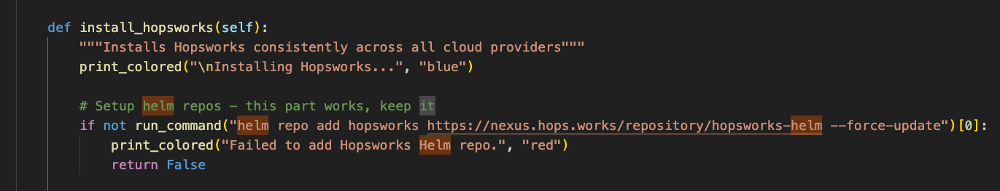 def install_hopsworks(self):
"""Installs Hopsworks consistently across all cloud providers"""
print_colored("\nInstalling Hopsworks...", "blue")
# Setup helm repos – this part works, keep it
if not run_command("helm repo add hopsworks https://nexus.hops.works/repository/hopsworks-helm --force-update")[0]:
print_colored("Failed to add Hopsworks Helm repo.", "red")
return False